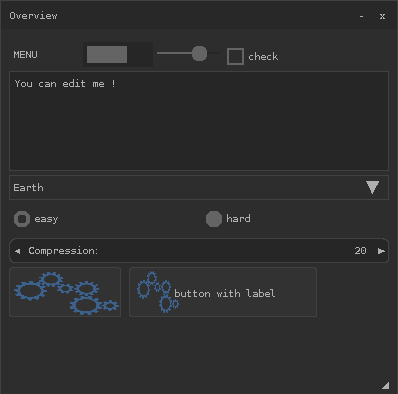 Overview - x
MENU check
You can edit me !
Earth
easy hard
Compression: 20
button with label